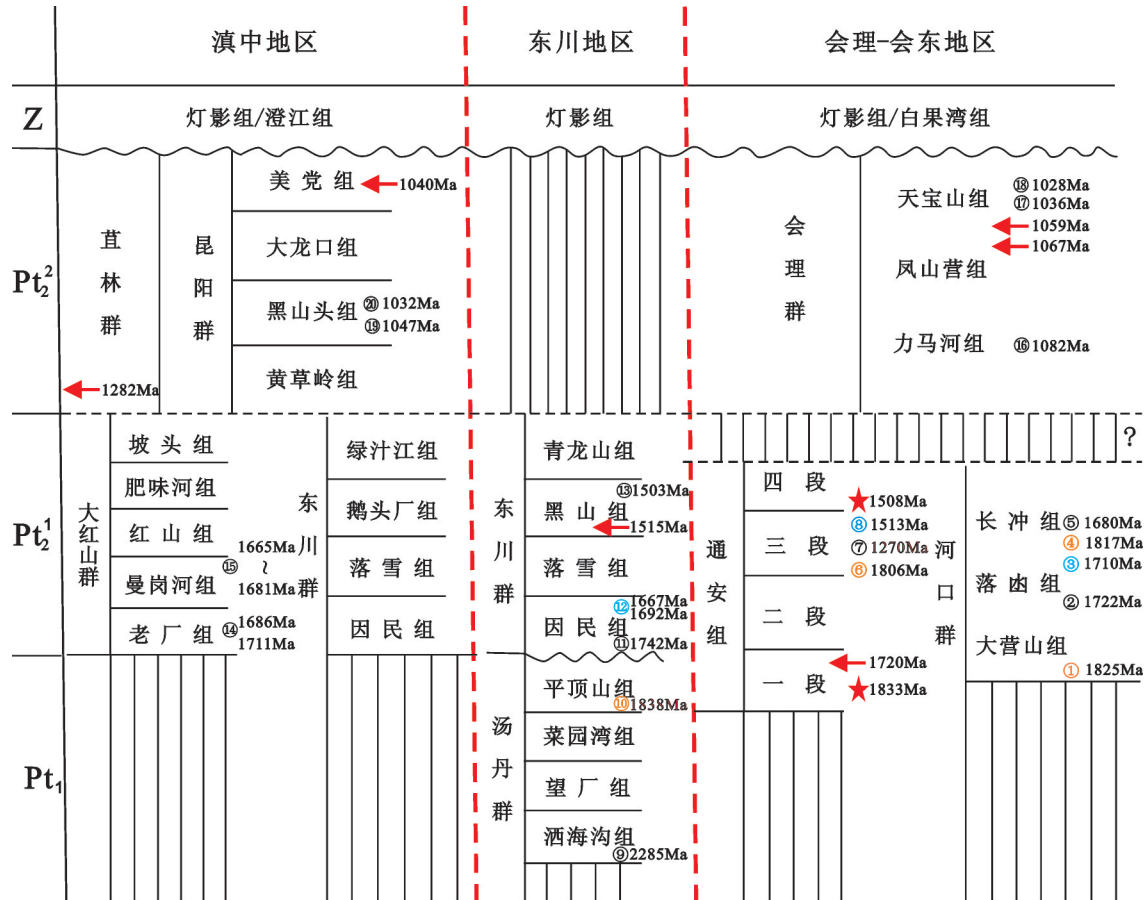 滇中地区 东川地区 会理-会东地区
Z 灯影组/澄江组 灯影组 灯影组/白果湾组
Pt₂²
苴林群
1282Ma
昆阳群
美党组 1040Ma
大龙口组
黑山头组 ⑳1032Ma
⑲1047Ma
黄草岭组
会理群
天宝山组 ⑱1028Ma
⑰1036Ma
1059Ma
1067Ma
凤山营组
力马河组 ⑯1082Ma
?
Pt₂¹
大红山群
坡头组
肥味河组
红山组
曼岗河组 ⑮ 1665Ma
~
1681Ma
老厂组 ⑭ 1686Ma
1711Ma
东川群
绿汁江组
鹅头厂组
落雪组
因民组
东川群
青龙山组
⑬1503Ma
黑山组
1515Ma
落雪组
⑫1667Ma
1692Ma
因民组
⑪1742Ma
通安组
四段
1508Ma
⑧1513Ma
三段 ⑦1270Ma
⑥1806Ma
二段
1720Ma
一段 1833Ma
河口群
长冲组 ⑤1680Ma
④1817Ma
③1710Ma
落凼组 ②1722Ma
大营山组
①1825Ma
Pt₁
汤丹群
平顶山组
⑩1838Ma
菜园湾组
望厂组
洒海沟组
⑨2285Ma